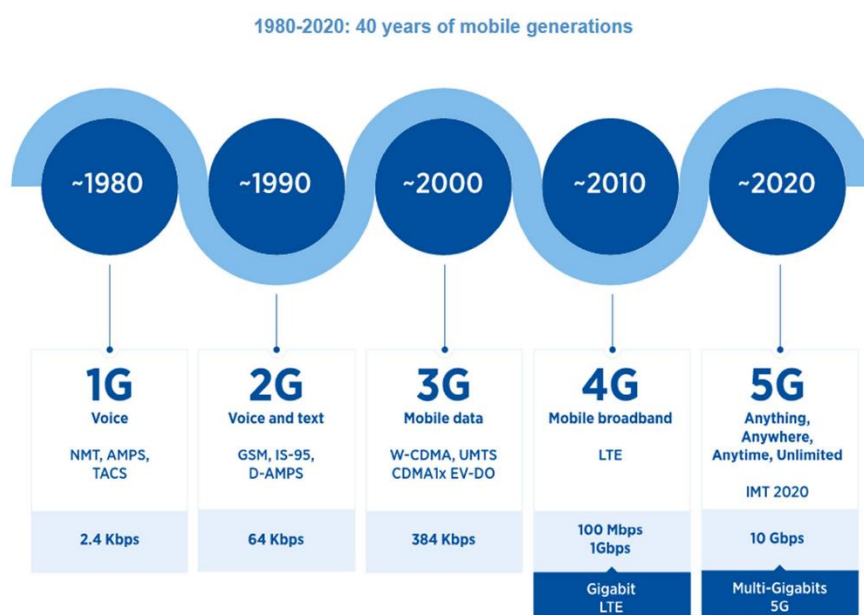 1980-2020: 40 years of mobile generations
~1980
~1990
~2000
~2010
~2020
1G
Voice
NMT, AMPS,
TACS
2.4 Kbps
2G
Voice and text
GSM, IS-95,
D-AMPS
64 Kbps
3G
Mobile data
W-CDMA, UMTS
CDMA1x EV-DO
384 Kbps
4G
Mobile broadband
LTE
100 Mbps
1Gbps
Gigabit
LTE
5G
Anything,
Anywhere,
Anytime, Unlimited
IMT 2020
10 Gbps
Multi-Gigabits
5G